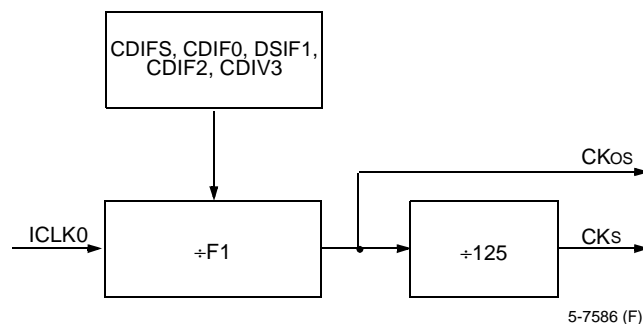 CDIFS, CDIF0, DSIF1,
CDIF2, CDIV3
CKOS
ICLK0
÷F1
÷125
CKS
5-7586 (F)